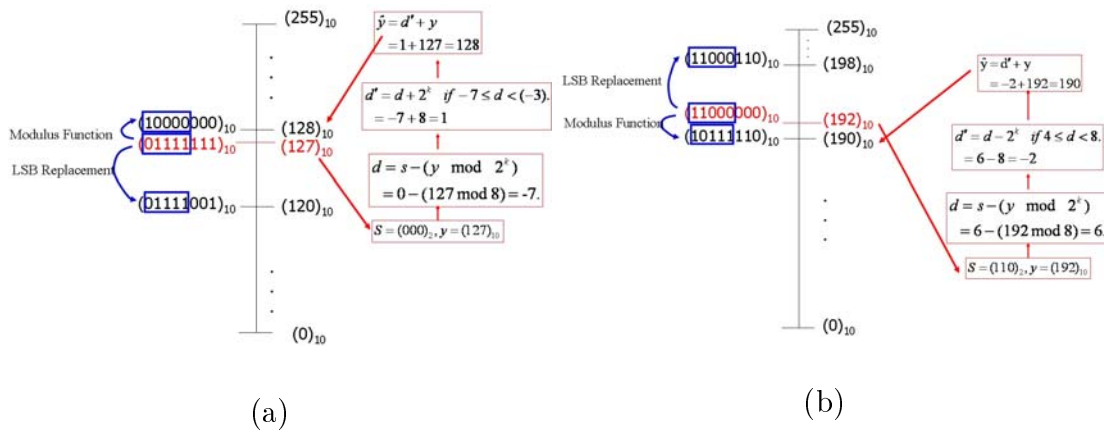 (255)₁₀
ŷ = d′ + y
= 1 + 127 = 128
d′ = d + 2ᵏ if −7 ≤ d < (−3).
= −7 + 8 = 1
(10000000)₁₀
(128)₁₀
Modulus Function
(01111111)₁₀
(127)₁₀
LSB Replacement
d = s − (y mod 2ᵏ)
= 0 − (127 mod 8) = -7.
(01111001)₁₀
(120)₁₀
S = (000)₂, y = (127)₁₀
(0)₁₀
(a)
(255)₁₀
(11000110)₁₀
(198)₁₀
ŷ = d′ + y
= −2 + 192 = 190
LSB Replacement
(11000000)₁₀
(192)₁₀
Modulus Function
(10111110)₁₀
(190)₁₀
d′ = d − 2ᵏ if 4 ≤ d < 8.
= 6 − 8 = −2
d = s − (y mod 2ᵏ)
= 6 − (192 mod 8) = 6.
S = (110)₂, y = (192)₁₀
(0)₁₀
(b)